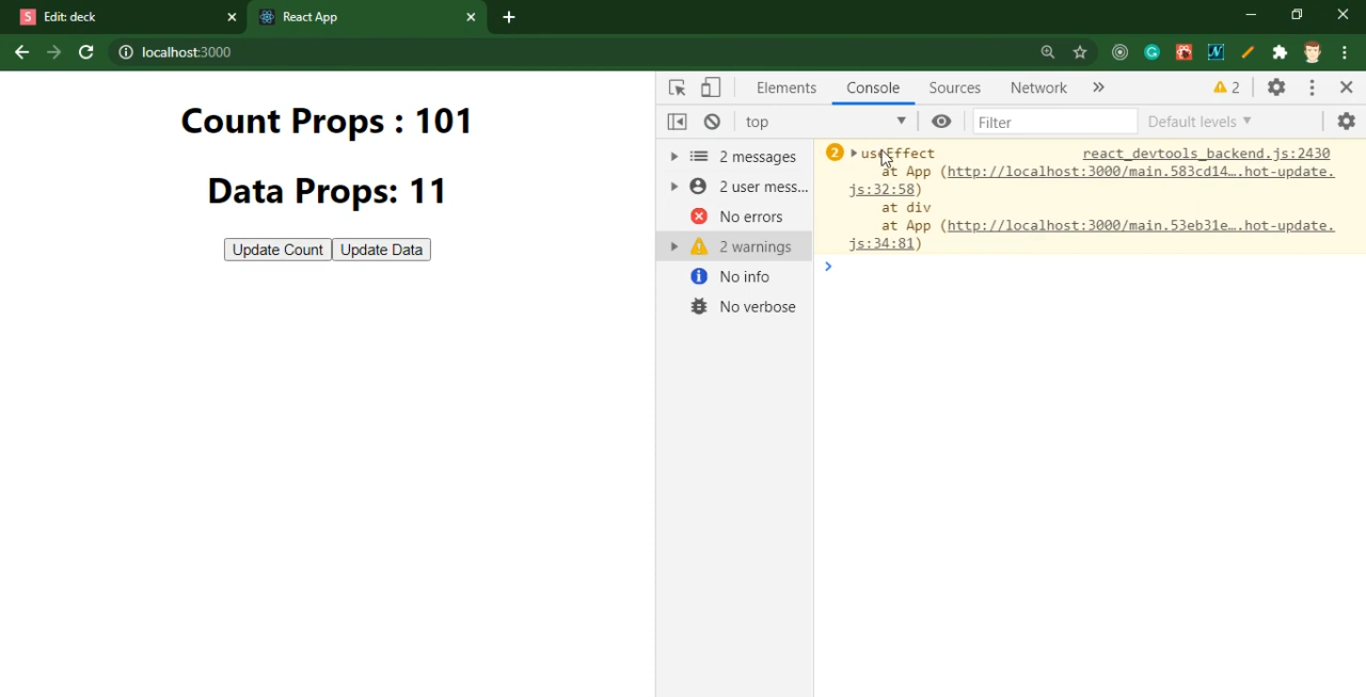 Edit: deck
React App
localhost:3000
Count Props : 101
Data Props: 11
Update Count
Update Data
Elements
Console
Sources
Network
2
top
Filter
Default levels
2 messages
2 user mess...
No errors
2 warnings
No info
No verbose
2
useEffect
react_devtools_backend.js:2430
at App (http://localhost:3000/main.583cd14….hot-update.
js:32:58)
at div
at App (http://localhost:3000/main.53eb31e….hot-update.
js:34:81)